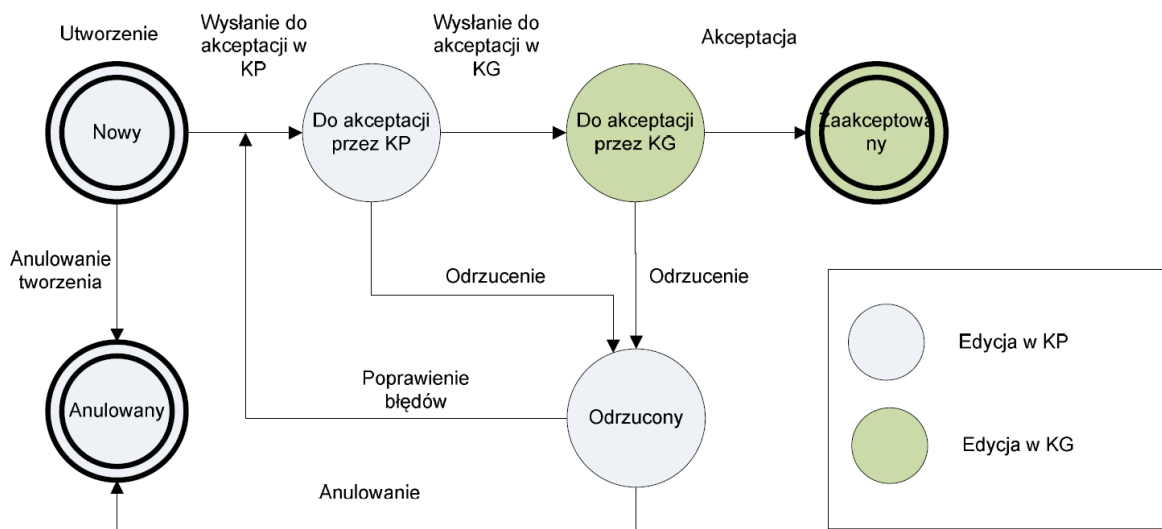 Utworzenie
Wysłanie do
akceptacji w
KP
Wysłanie do
akceptacji w
KG
Akceptacja
Nowy
Do akceptacji
przez KP
Do akceptacji
przez KG
Zaakceptowa
ny
Anulowanie
tworzenia
Odrzucenie
Odrzucenie
Edycja w KP
Poprawienie
błędów
Anulowany
Odrzucony
Edycja w KG
Anulowanie